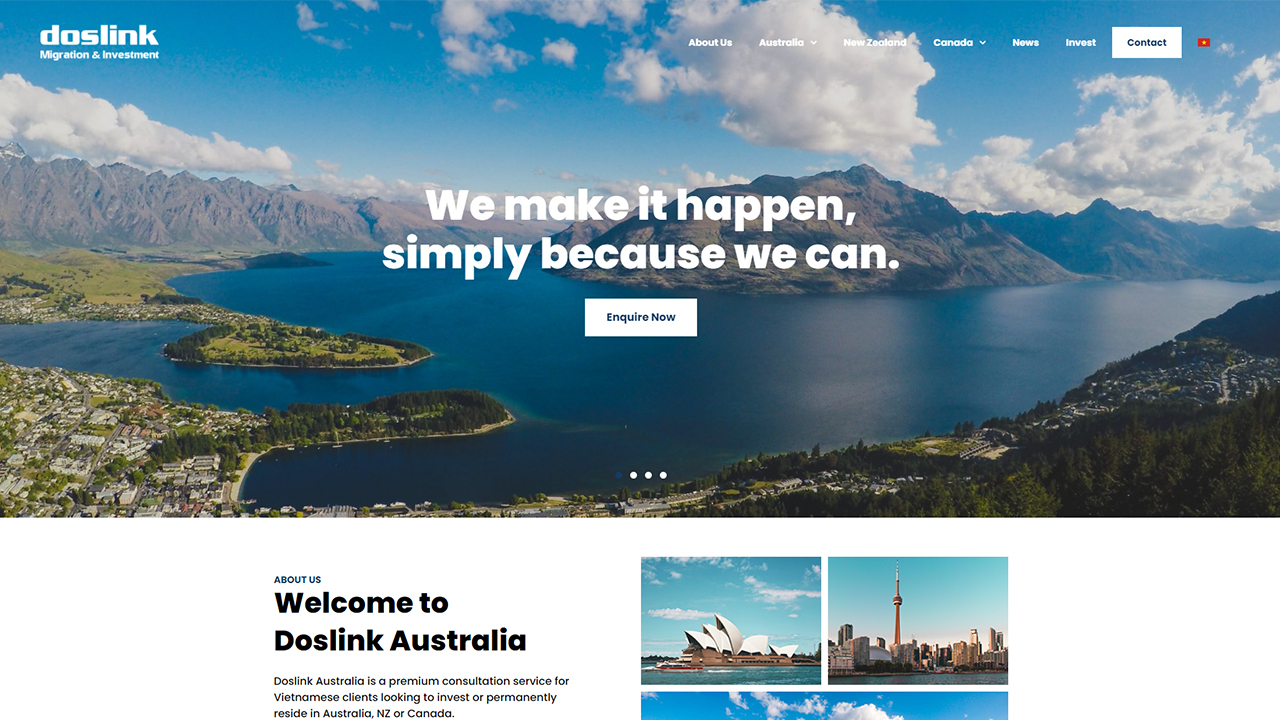 doslink
Migration & Investment
About Us
Australia
New Zealand
Canada
News
Invest
Contact
We make it happen,
simply because we can.
Enquire Now
ABOUT US
Welcome to
Doslink Australia
Doslink Australia is a premium consultation service for
Vietnamese clients looking to invest or permanently
reside in Australia, NZ or Canada.